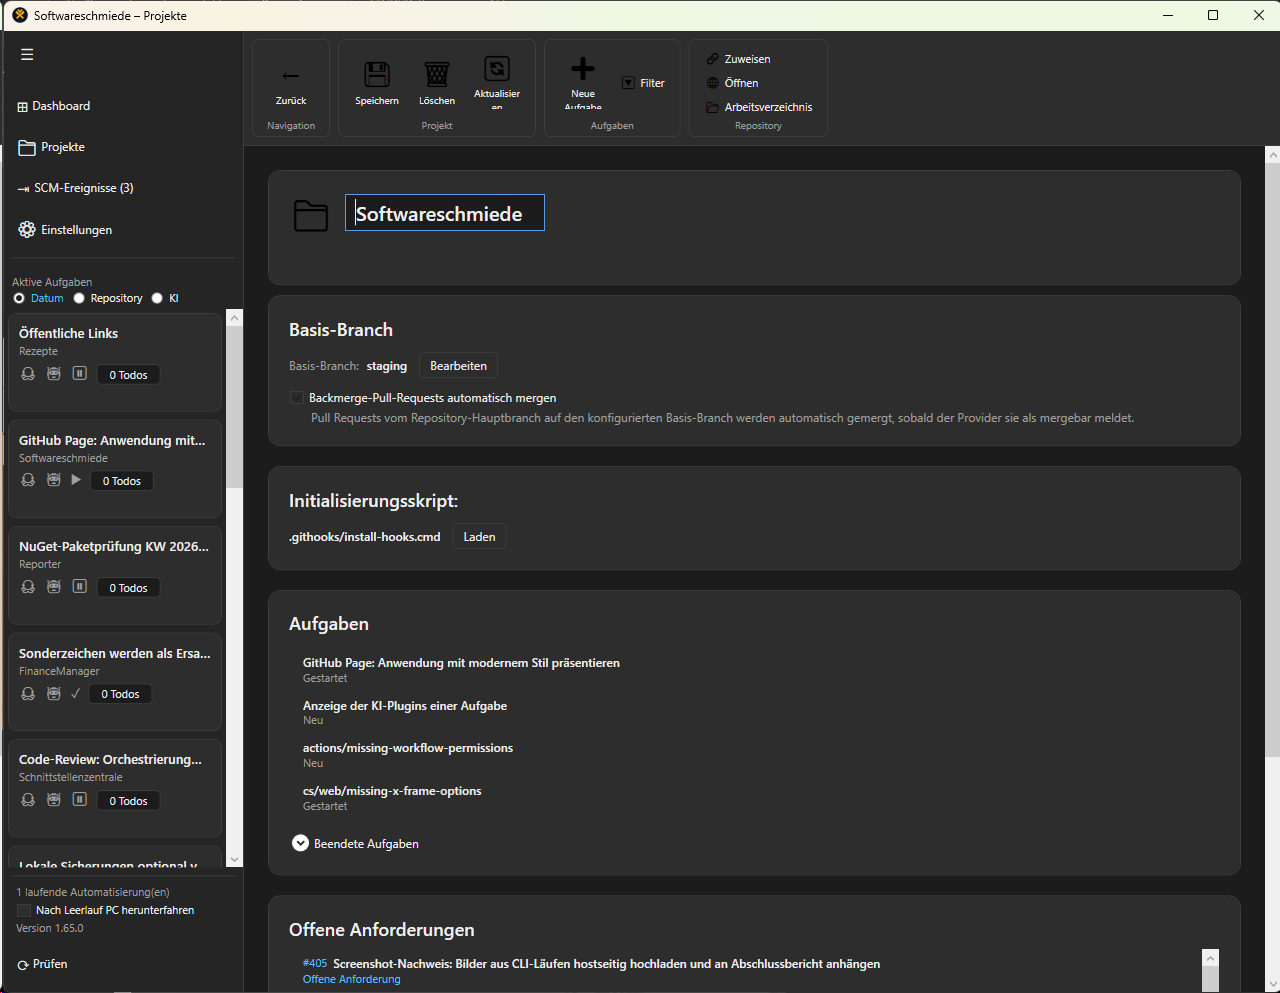 Softwareschmiede – Projekte
Dashboard
Projekte
SCM-Ereignisse (3)
Einstellungen
Aktive Aufgaben
Datum Repository KI
Öffentliche Links
Rezepte
0 Todos
GitHub Page: Anwendung mit...
Softwareschmiede
0 Todos
NuGet-Paketprüfung KW 2026...
Reporter
0 Todos
Sonderzeichen werden als Ersa...
FinanceManager
0 Todos
Code-Review: Orchestrierung...
Schnittstellenzentrale
0 Todos
Lokale Sicherungen optional v...
1 laufende Automatisierung(en)
Nach Leerlauf PC herunterfahren
Version 1.65.0
Prüfen
Zurück
Navigation
Speichern
Löschen
Aktualisier
en
Projekt
Neue
Aufgabe
Filter
Aufgaben
Zuweisen
Öffnen
Arbeitsverzeichnis
Repository
Softwareschmiede
Basis-Branch
Basis-Branch: staging Bearbeiten
Backmerge-Pull-Requests automatisch mergen
Pull Requests vom Repository-Hauptbranch auf den konfigurierten Basis-Branch werden automatisch gemergt, sobald der Provider sie als mergebar meldet.
Initialisierungsskript:
.githooks/install-hooks.cmd Laden
Aufgaben
GitHub Page: Anwendung mit modernem Stil präsentieren
Gestartet
Anzeige der KI-Plugins einer Aufgabe
Neu
actions/missing-workflow-permissions
Neu
cs/web/missing-x-frame-options
Gestartet
Beendete Aufgaben
Offene Anforderungen
#405 Screenshot-Nachweis: Bilder aus CLI-Läufen hostseitig hochladen und an Abschlussbericht anhängen
Offene Anforderung